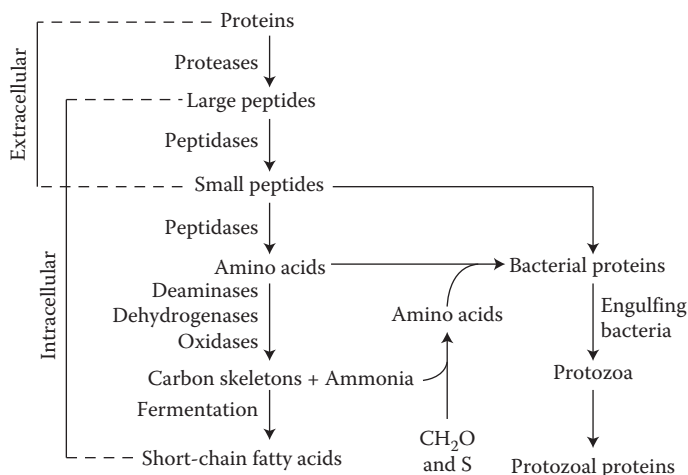 Proteins
Proteases
Large peptides
Peptidases
Small peptides
Peptidases
Amino acids
Bacterial proteins
Deaminases
Dehydrogenases
Oxidases
Amino acids
Engulfing
bacteria
Carbon skeletons + Ammonia
Protozoa
Fermentation
CH₂O
and S
Short-chain fatty acids
Protozoal proteins
Extracellular
Intracellular